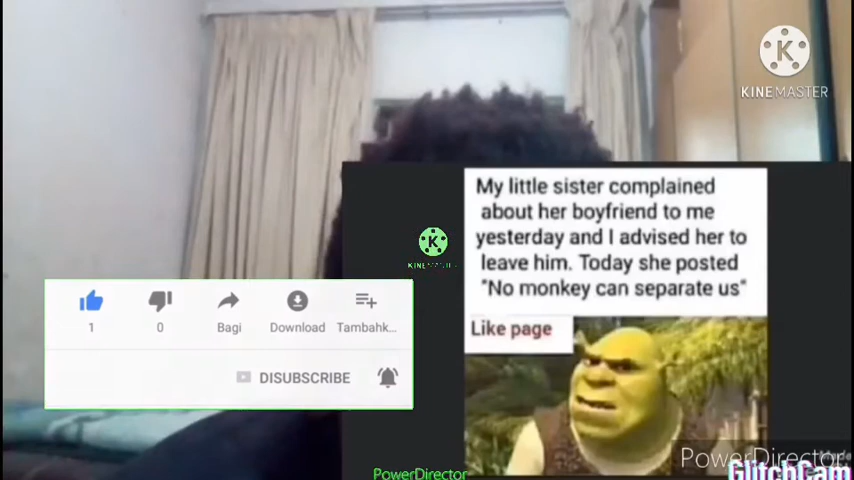 KINEMASTER
My little sister complained
about her boyfriend to me
yesterday and I advised her to
leave him. Today she posted
"No monkey can separate us"
Like page
1
0
Bagi
Download
Tambahk...
DISUBSCRIBE
PowerDirector
PowerDirector
GlitchCam